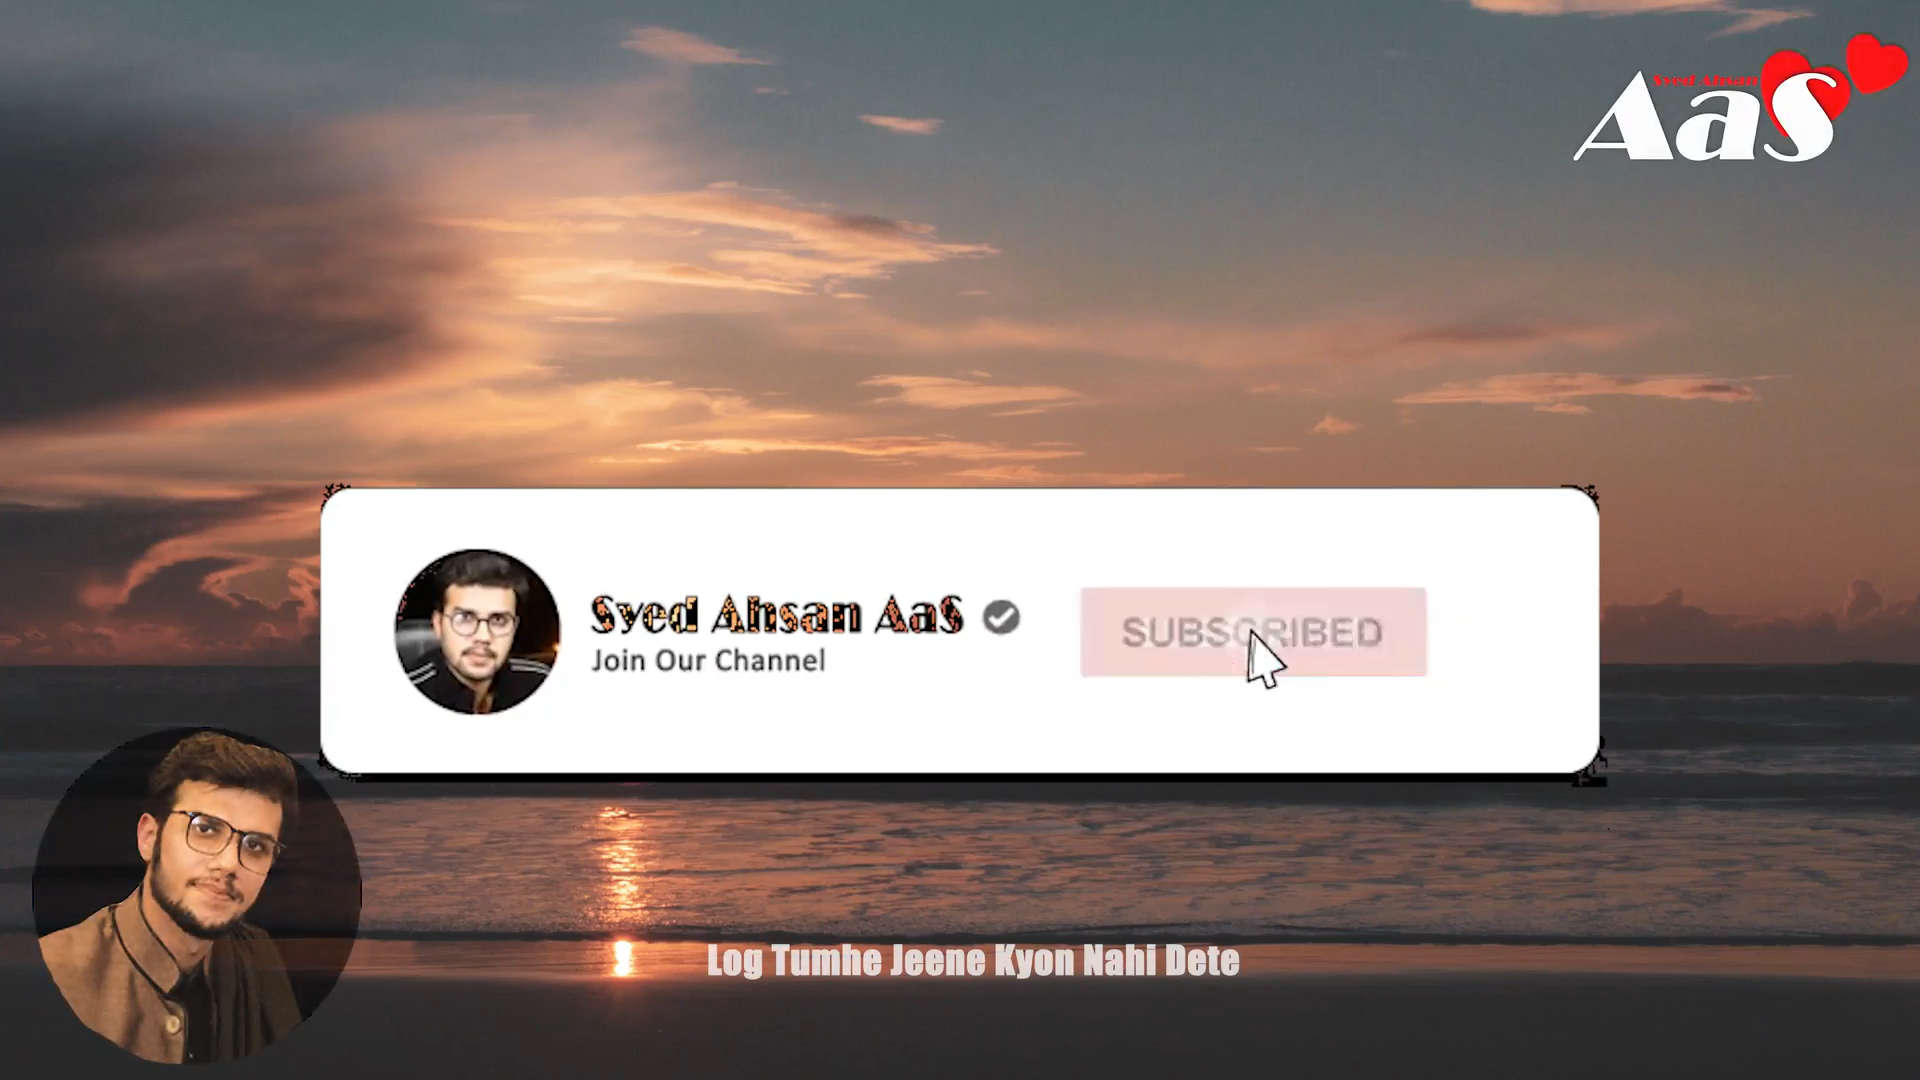 Syed Ahsan
AaS
Syed Ahsan AaS
Join Our Channel
SUBSCRIBED
Log Tumhe Jeene Kyon Nahi Dete